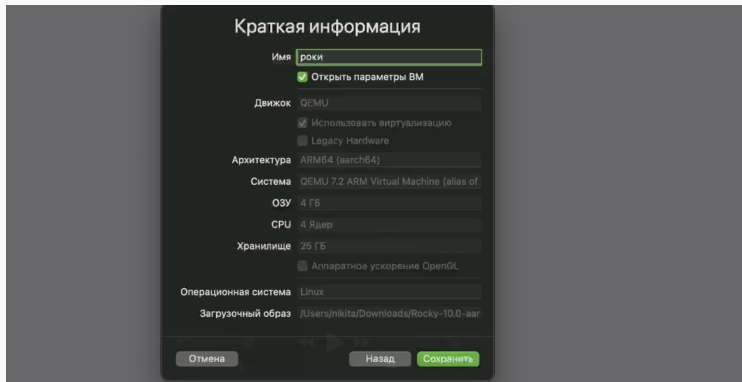 Краткая информация
Имя роки
Открыть параметры ВМ
Движок QEMU
Использовать виртуализацию
Legacy Hardware
Архитектура ARM64 (aarch64)
Система QEMU 7.2 ARM Virtual Machine (alias of
ОЗУ 4 ГБ
CPU 4 Ядер
Хранилище 25 ГБ
Аппаратное ускорение OpenGL
Операционная система Linux
Загрузочный образ /Users/nikita/Downloads/Rocky-10.0-aar
Отмена Назад Сохранить